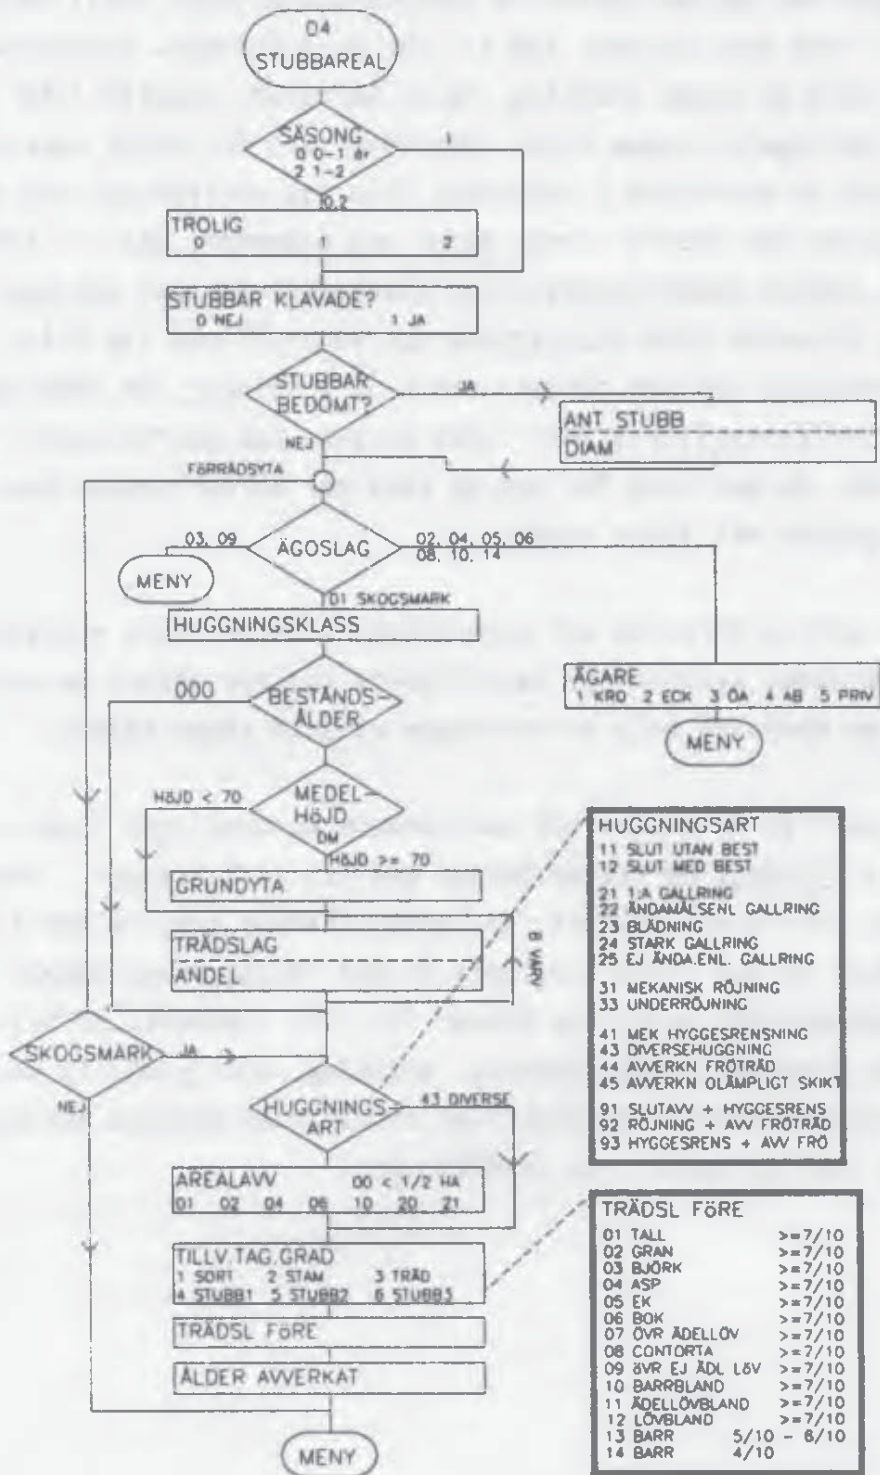 04
STUBBAREAL
SÄSONG
0 0-1 år
2 1-2
1
0,2
TROLIG
0 1 2
STUBBAR KLAVADE?
0 NEJ 1 JA
STUBBAR
BEDÖMT?
JA
NEJ
ANT STUBB
DIAM
FÖRRÅDSYTA
03, 09
ÄGOSLAG
02, 04, 05, 06
08, 10, 14
MENY
01 SKOGSMARK
HUGGNINGSKLASS
ÄGARE
1 KRO 2 ECK 3 ÖA 4 AB 5 PRIV
MENY
000
BESTÅNDS-
ÅLDER
HÖJD < 70
MEDEL-
HÖJD
DM
HÖJD >= 70
GRUNDYTA
TRÄDSLAG
ANDEL
8 VARV
HUGGNINGSART
11 SLUT UTAN BEST
12 SLUT MED BEST
21 1:A GALLRING
22 ÄNDAMÅLSENL GALLRING
23 BLÄDNING
24 STARK GALLRING
25 EJ ÄNDA.ENL. GALLRING
31 MEKANISK RÖJNING
33 UNDERRÖJNING
41 MEK HYGGESRENSNING
43 DIVERSEHUGGNING
44 AVVERKN FRÖTRÄD
45 AVVERKN OLÄMPLIGT SKIKT
91 SLUTAVV + HYGGESRENS
92 RÖJNING + AVV FRÖTRÄD
93 HYGGESRENS + AVV FRÖ
SKOGSMARK
JA
NEJ
HUGGNINGS-
ART
43 DIVERSE
AREALAVV 00 < 1/2 HA
01 02 04 06 10 20 21
TILLV.TAG.GRAD
1 SORT 2 STAM 3 TRÄD
4 STUBB1 5 STUBB2 6 STUBB3
TRÄDSL FÖRE
ÅLDER AVVERKAT
MENY
TRÄDSL FÖRE
01 TALL >=7/10
02 GRAN >=7/10
03 BJÖRK >=7/10
04 ASP >=7/10
05 EK >=7/10
06 BOK >=7/10
07 ÖVR ÄDELLÖV >=7/10
08 CONTORTA >=7/10
09 ÖVR EJ ÄDL LÖV >=7/10
10 BARRBLAND >=7/10
11 ÄDELLÖVBLAND >=7/10
12 LÖVBLAND >=7/10
13 BARR 5/10 - 6/10
14 BARR 4/10